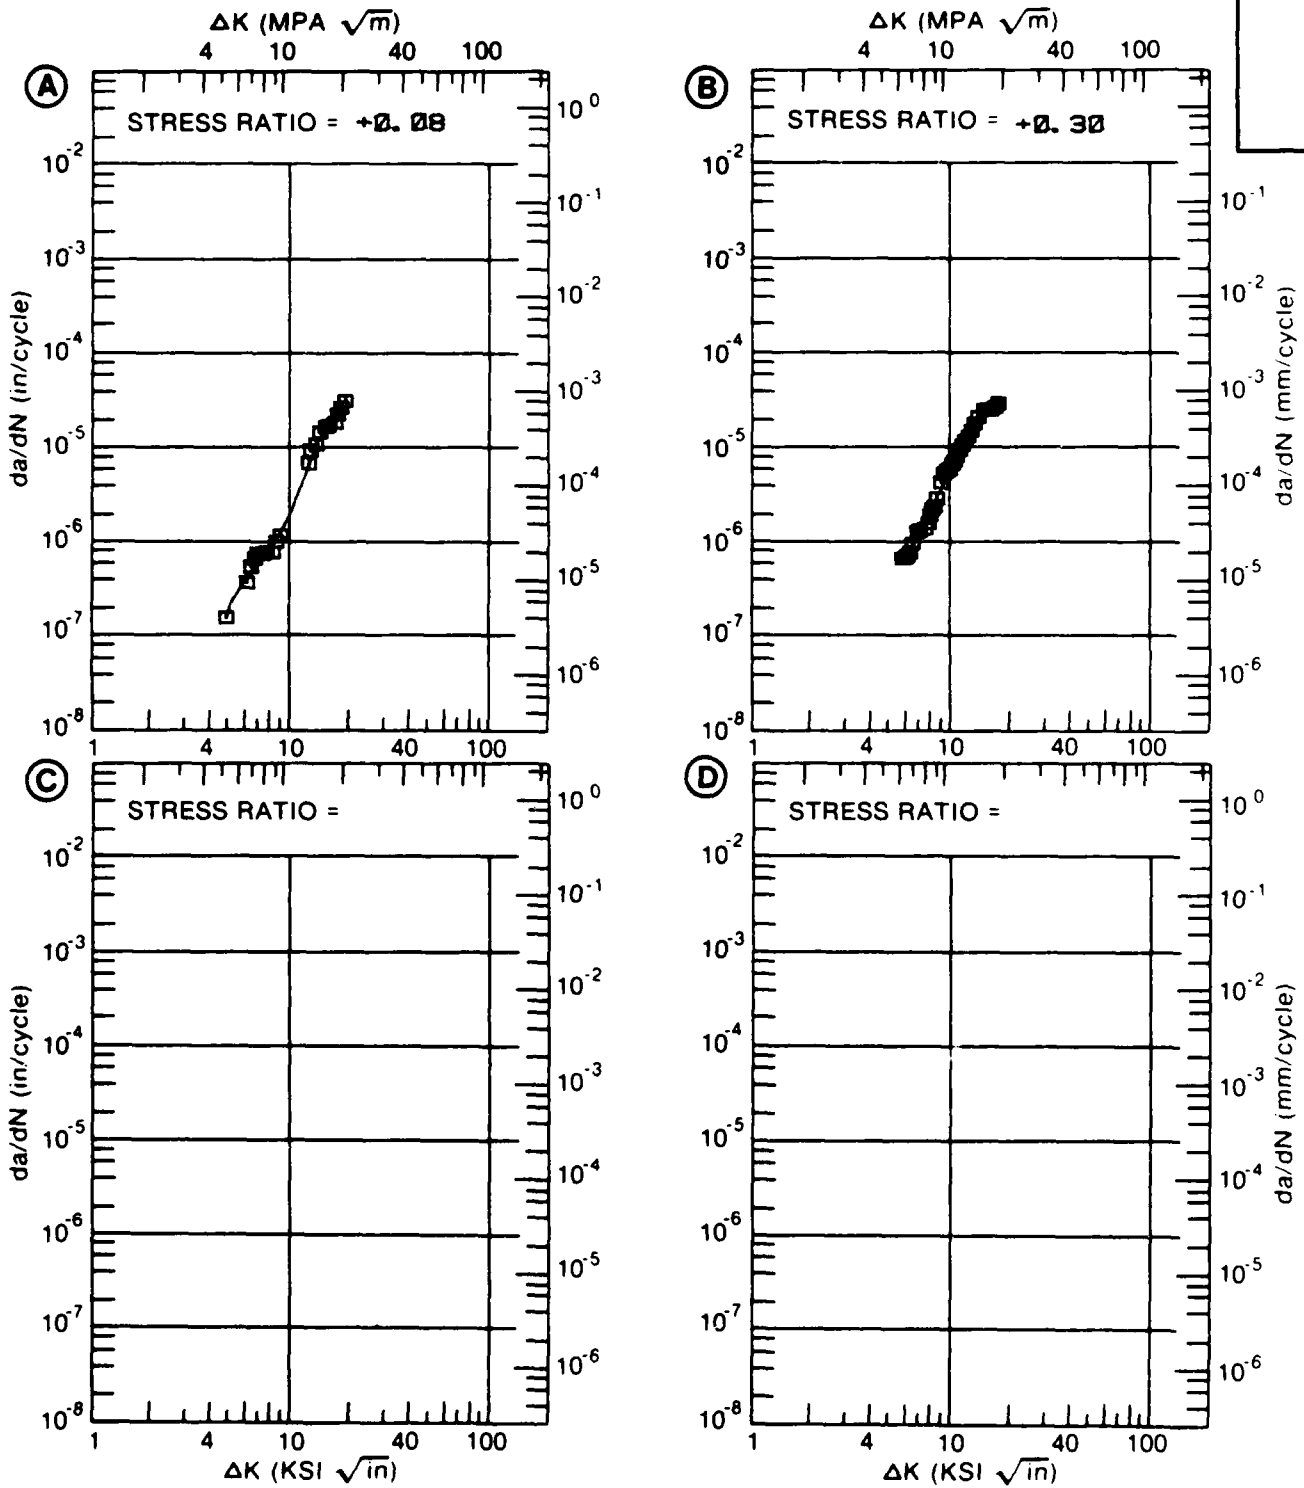 ΔK (MPA √m)
4 10 40 100
A
STRESS RATIO = +0.08
10^0
10^-2
10^-1
10^-3
10^-2
10^-4
10^-3
10^-5
10^-4
10^-6
10^-5
10^-7
10^-6
10^-8
da/dN (in/cycle)
1 4 10 40 100
ΔK (MPA √m)
4 10 40 100
B
STRESS RATIO = +0.30
10^-2
10^-1
10^-3
10^-2
10^-4
10^-3
10^-5
10^-4
10^-6
10^-5
10^-7
10^-6
10^-8
da/dN (mm/cycle)
1 4 10 40 100
C
STRESS RATIO =
10^0
10^-2
10^-1
10^-3
10^-2
10^-4
10^-3
10^-5
10^-4
10^-6
10^-5
10^-7
10^-6
10^-8
da/dN (in/cycle)
1 4 10 40 100
ΔK (KSI √in)
D
STRESS RATIO =
10^0
10^-2
10^-1
10^-3
10^-2
10^-4
10^-3
10^-5
10^-4
10^-6
10^-5
10^-7
10^-6
10^-8
da/dN (mm/cycle)
1 4 10 40 100
ΔK (KSI √in)